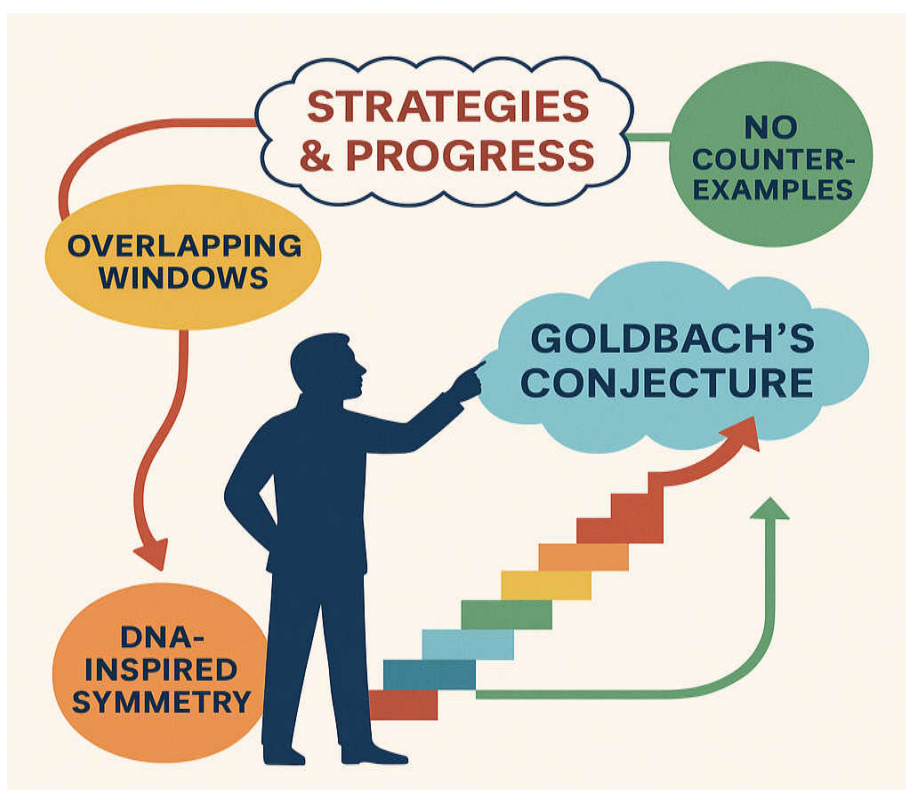 STRATEGIES
& PROGRESS
NO
COUNTER-
EXAMPLES
OVERLAPPING
WINDOWS
GOLDBACH’S
CONJECTURE
DNA-
INSPIRED
SYMMETRY